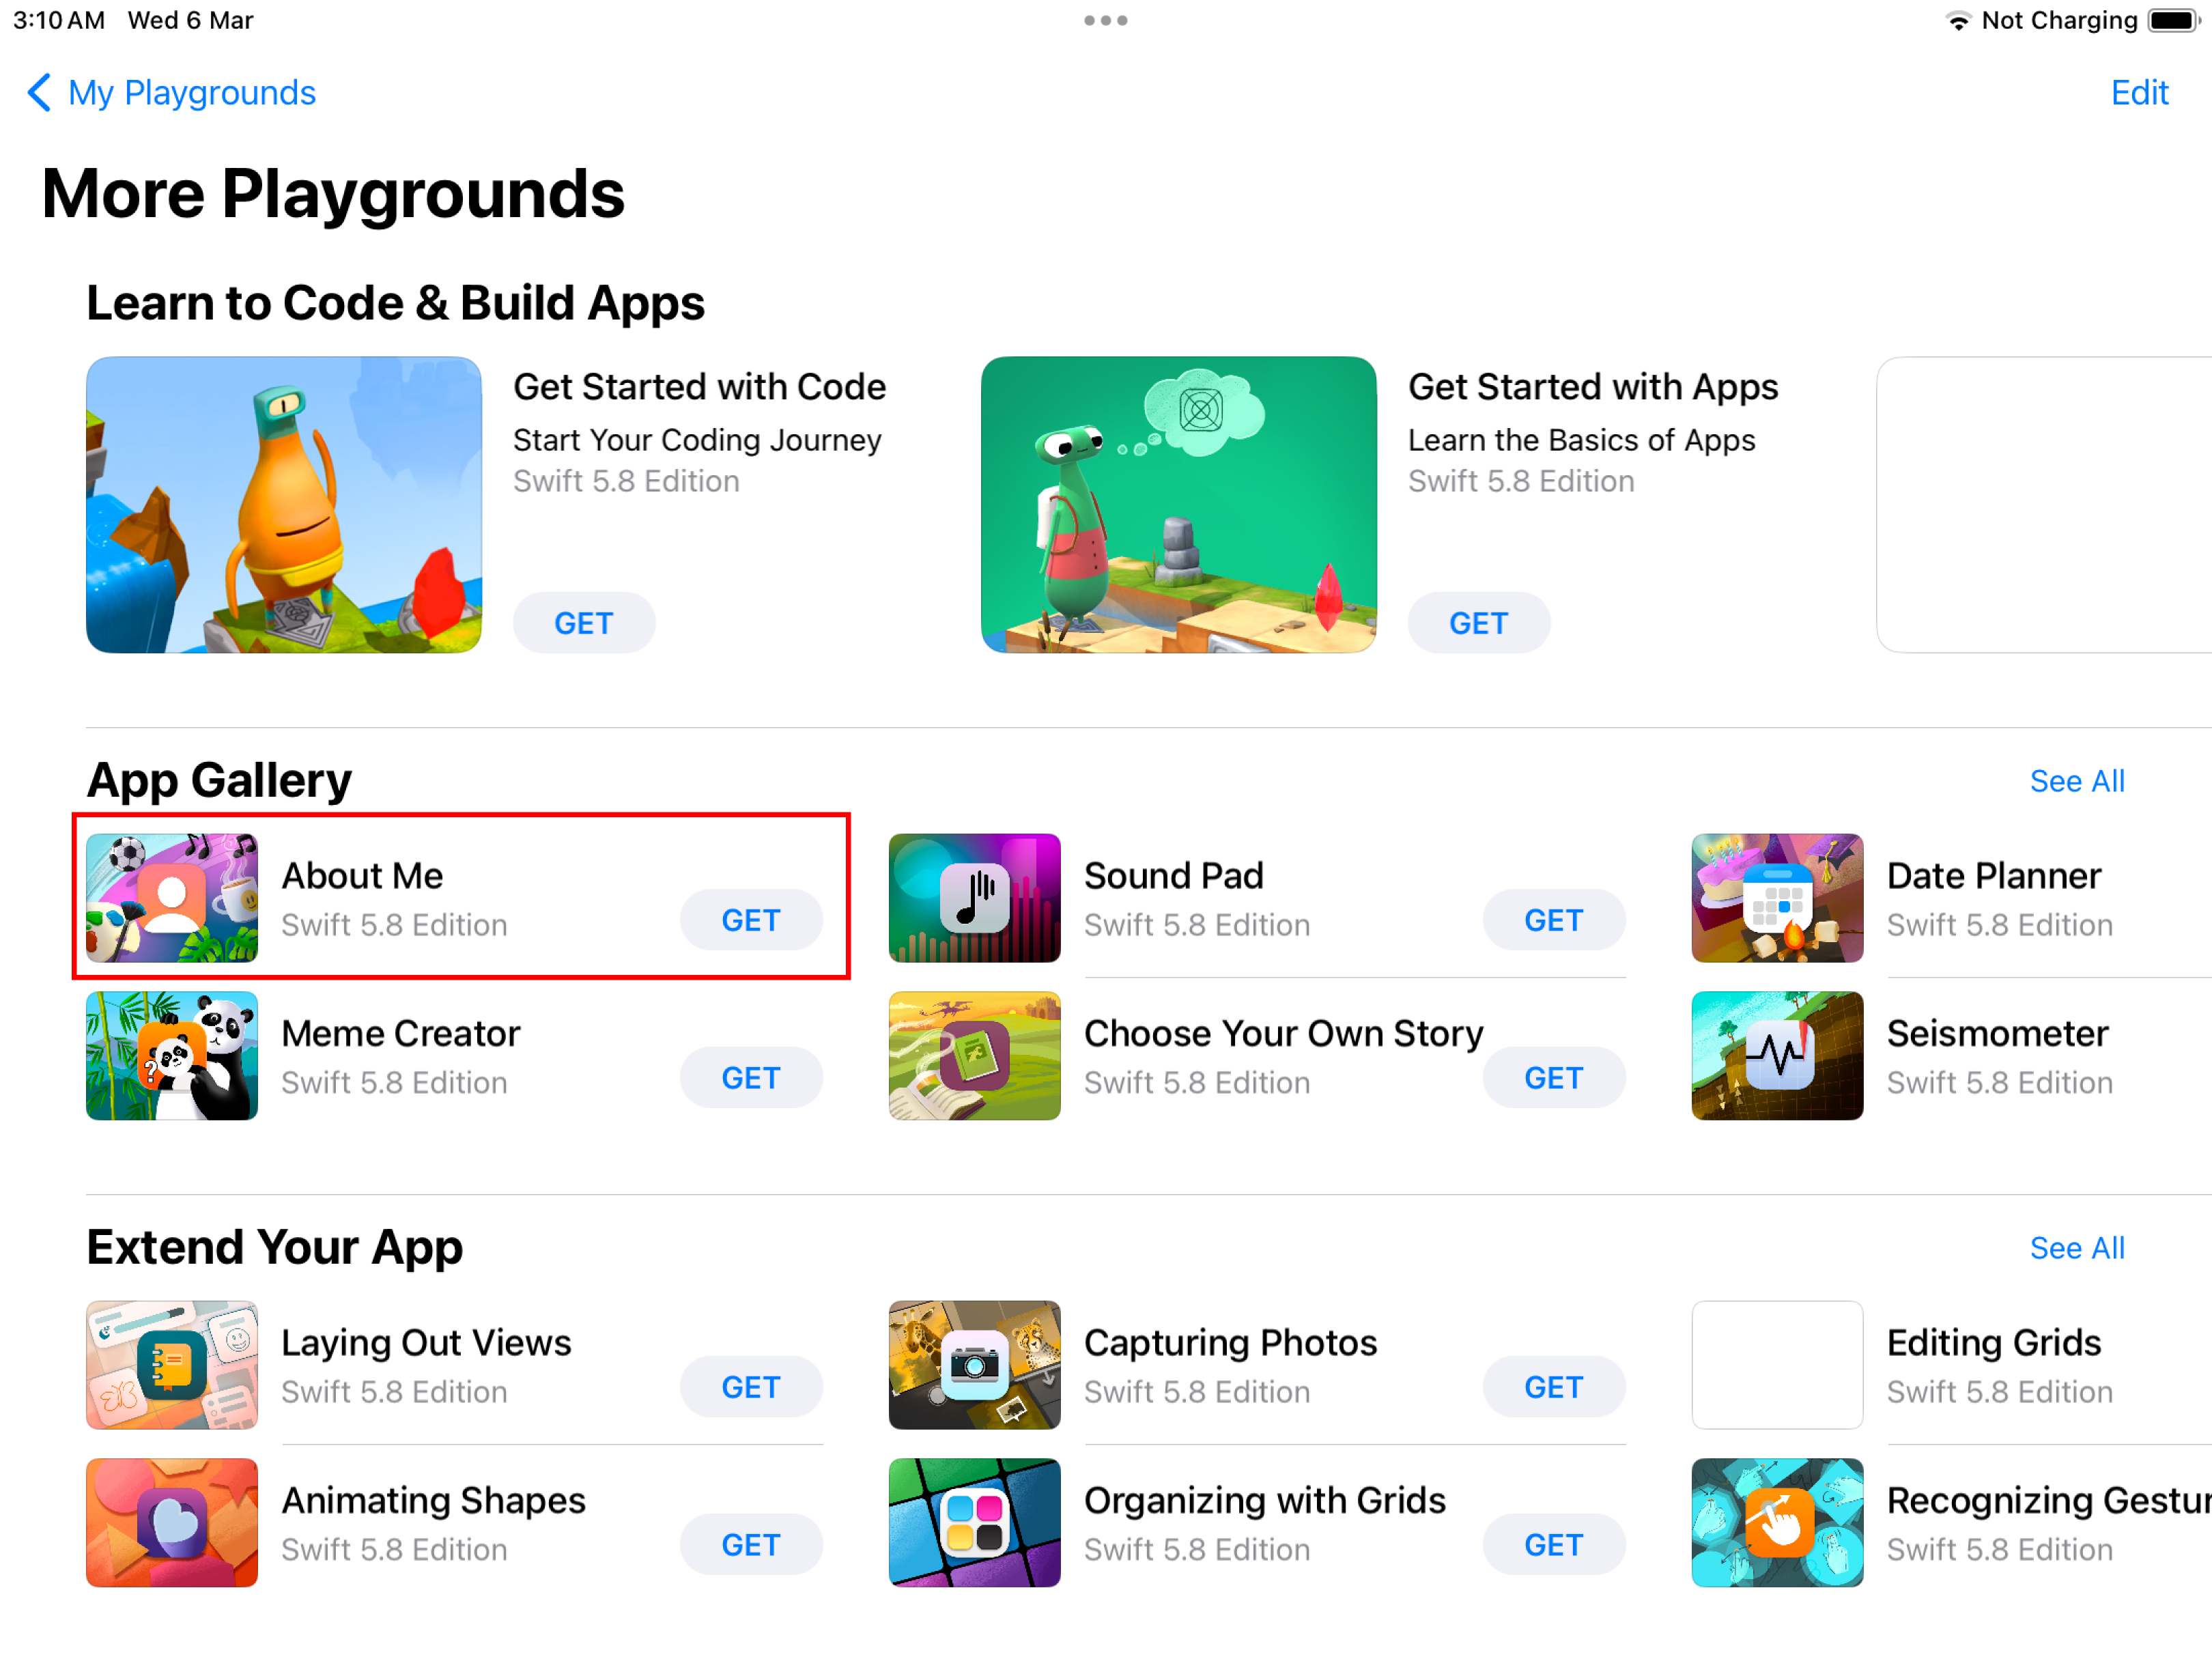 3:10 AM Wed 6 Mar
Not Charging
My Playgrounds
Edit
More Playgrounds
Learn to Code & Build Apps
Get Started with Code
Start Your Coding Journey
Swift 5.8 Edition
GET
Get Started with Apps
Learn the Basics of Apps
Swift 5.8 Edition
GET
App Gallery
See All
About Me
Swift 5.8 Edition
GET
Sound Pad
Swift 5.8 Edition
GET
Date Planner
Swift 5.8 Edition
Meme Creator
Swift 5.8 Edition
GET
Choose Your Own Story
Swift 5.8 Edition
GET
Seismometer
Swift 5.8 Edition
Extend Your App
See All
Laying Out Views
Swift 5.8 Edition
GET
Capturing Photos
Swift 5.8 Edition
GET
Editing Grids
Swift 5.8 Edition
Animating Shapes
Swift 5.8 Edition
GET
Organizing with Grids
Swift 5.8 Edition
GET
Recognizing Gestur
Swift 5.8 Edition